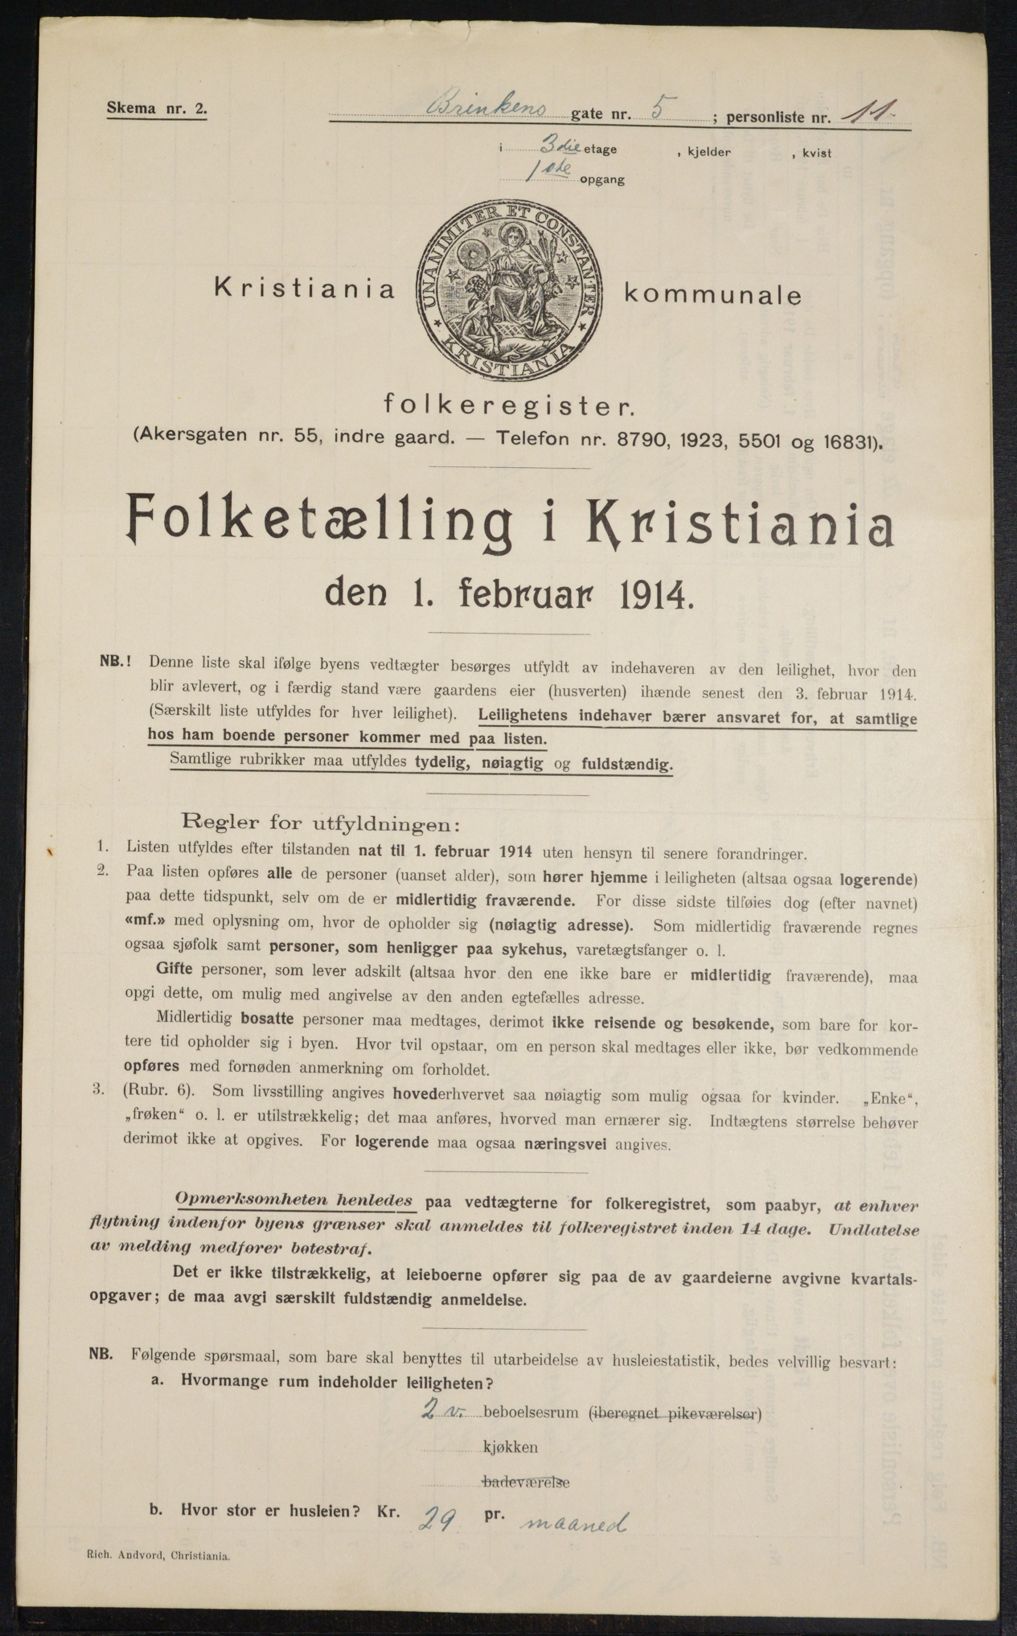 Skema nr. 2.
Brinkens gate nr. 5 ; personliste nr. 11.
i 3die etage , kjelder , kvist
1ste opgang
UNANIMITER ET CONSTANTER
KRISTIANIA
Kristiania kommunale
folkeregister.
(Akersgaten nr. 55, indre gaard. — Telefon nr. 8790, 1923, 5501 og 16831).
Folketælling i Kristiania
den 1. februar 1914.
NB.! Denne liste skal ifølge byens vedtægter besørges utfyldt av indehaveren av den leilighet, hvor den
blir avlevert, og i færdig stand være gaardens eier (husverten) ihænde senest den 3. februar 1914.
(Særskilt liste utfyldes for hver leilighet). Leilighetens indehaver bærer ansvaret for, at samtlige
hos ham boende personer kommer med paa listen.
Samtlige rubrikker maa utfyldes tydelig, nøiagtig og fuldstændig.
Regler for utfyldningen:
1. Listen utfyldes efter tilstanden nat til 1. februar 1914 uten hensyn til senere forandringer.
2. Paa listen opføres alle de personer (uanset alder), som hører hjemme i leiligheten (altsaa ogsaa logerende)
paa dette tidspunkt, selv om de er midlertidig fraværende. For disse sidste tilføies dog (efter navnet)
«mf.» med oplysning om, hvor de opholder sig (nøiagtig adresse). Som midlertidig fraværende regnes
ogsaa sjøfolk samt personer, som henligger paa sykehus, varetægtsfanger o. l.
Gifte personer, som lever adskilt (altsaa hvor den ene ikke bare er midlertidig fraværende), maa
opgi dette, om mulig med angivelse av den anden egtefælles adresse.
Midlertidig bosatte personer maa medtages, derimot ikke reisende og besøkende, som bare for kor-
tere tid opholder sig i byen. Hvor tvil opstaar, om en person skal medtages eller ikke, bør vedkommende
opføres med fornøden anmerkning om forholdet.
3. (Rubr. 6). Som livsstilling angives hovederhvervet saa nøiagtig som mulig ogsaa for kvinder. „Enke“,
„frøken“ o. l. er utilstrækkelig; det maa anføres, hvorved man ernærer sig. Indtægtens størrelse behøver
derimot ikke at opgives. For logerende maa ogsaa næringsvei angives.
Opmerksomheten henledes paa vedtægterne for folkeregistret, som paabyr, at enhver
flytning indenfor byens grænser skal anmeldes til folkeregistret inden 14 dage. Undlatelse
av melding medfører bøtestraf.
Det er ikke tilstrækkelig, at leieboerne opfører sig paa de av gaardeierne avgivne kvartals-
opgaver; de maa avgi særskilt fuldstændig anmeldelse.
NB. Følgende spørsmaal, som bare skal benyttes til utarbeidelse av husleiestatistik, bedes velvillig besvart:
a. Hvormange rum indeholder leiligheten?
2 v. beboelsesrum (iberegnet pikeværelser)
kjøkken
badeværelse
b. Hvor stor er husleien? Kr. 29 pr. maaned
Rich. Andvord, Christiania.